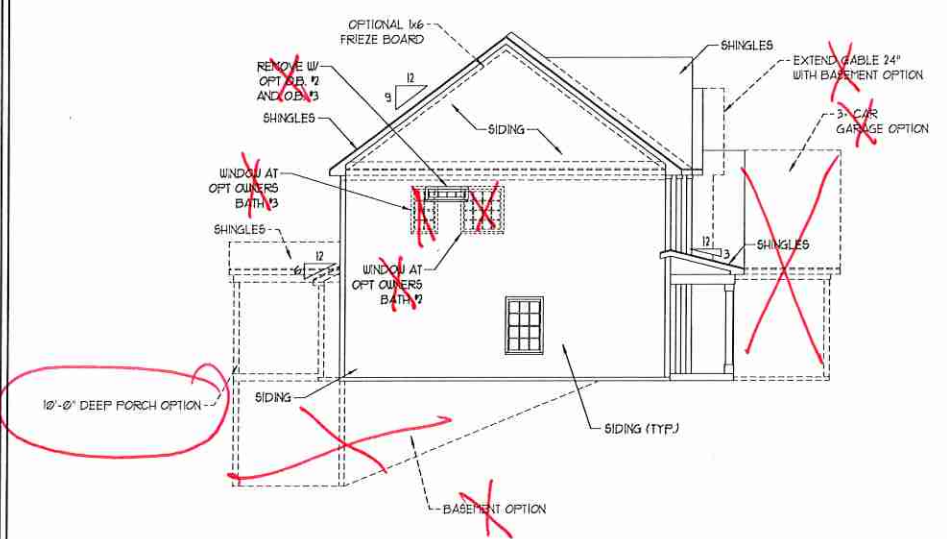 OPTIONAL 1x6
FRIEZE BOARD
SHINGLES
EXTEND GABLE 24"
WITH BASEMENT OPTION
REMOVE W/
OPT O.B. #2
AND O.B. #3
12
9
SHINGLES
3-CAR
GARAGE OPTION
SIDING
WINDOW AT
OPT OWNERS
BATH #3
SHINGLES
12
6
WINDOW AT
OPT OWNERS
BATH #2
12
3
SHINGLES
10'-0" DEEP PORCH OPTION
SIDING
SIDING (TYP.)
BASEMENT OPTION